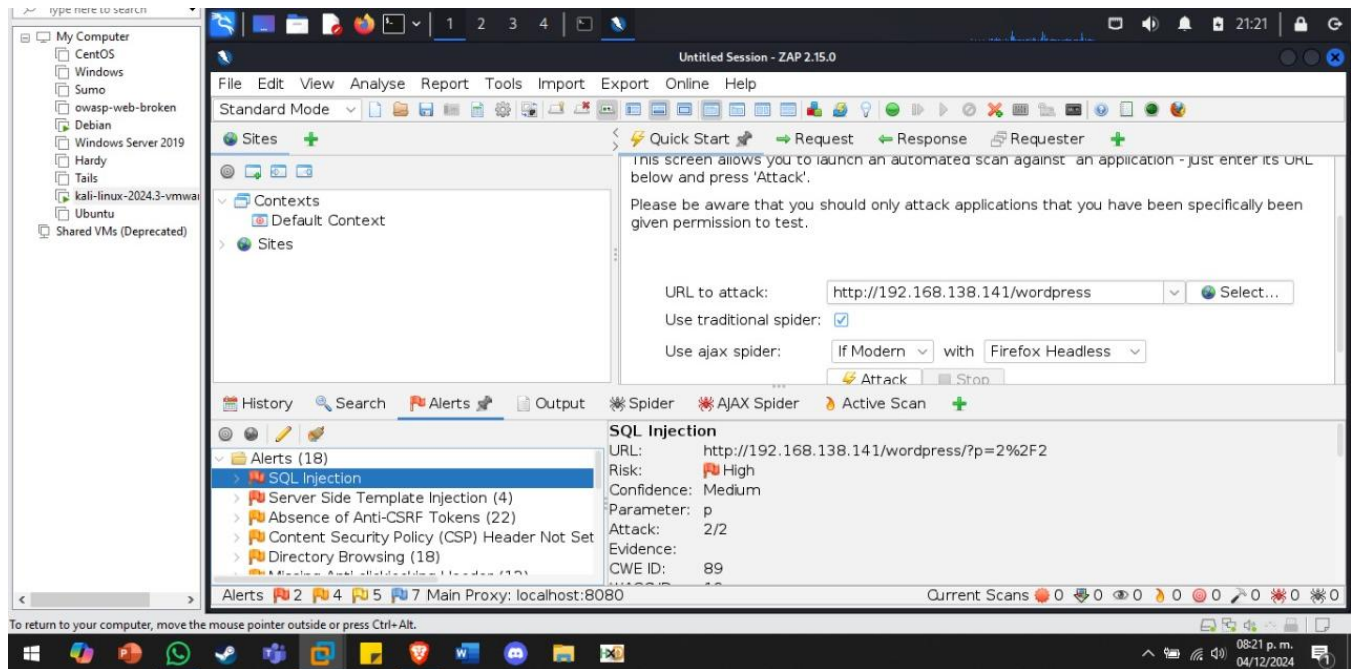 Type here to search
My Computer
CentOS
Windows
Sumo
owasp-web-broken
Debian
Windows Server 2019
Hardy
Tails
kali-linux-2024.3-vmwar
Ubuntu
Shared VMs (Deprecated)
1 2 3 4
21:21
Untitled Session - ZAP 2.15.0
File Edit View Analyse Report Tools Import Export Online Help
Standard Mode
Sites
Quick Start Request Response Requester
This screen allows you to launch an automated scan against an application - just enter its URL
below and press 'Attack'.
Please be aware that you should only attack applications that you have been specifically been
given permission to test.
Contexts
Default Context
Sites
URL to attack: http://192.168.138.141/wordpress Select...
Use traditional spider:
Use ajax spider: If Modern with Firefox Headless
Attack Stop
History Search Alerts Output Spider AJAX Spider Active Scan
Alerts (18)
SQL Injection
Server Side Template Injection (4)
Absence of Anti-CSRF Tokens (22)
Content Security Policy (CSP) Header Not Set
Directory Browsing (18)
Missing Anti-clickjacking Header (12)
SQL Injection
URL: http://192.168.138.141/wordpress/?p=2%2F2
Risk: High
Confidence: Medium
Parameter: p
Attack: 2/2
Evidence:
CWE ID: 89
Alerts 2 4 5 7 Main Proxy: localhost:8080
Current Scans 0 0 0 0 0 0 0 0
To return to your computer, move the mouse pointer outside or press Ctrl+Alt.
08:21 p. m.
04/12/2024